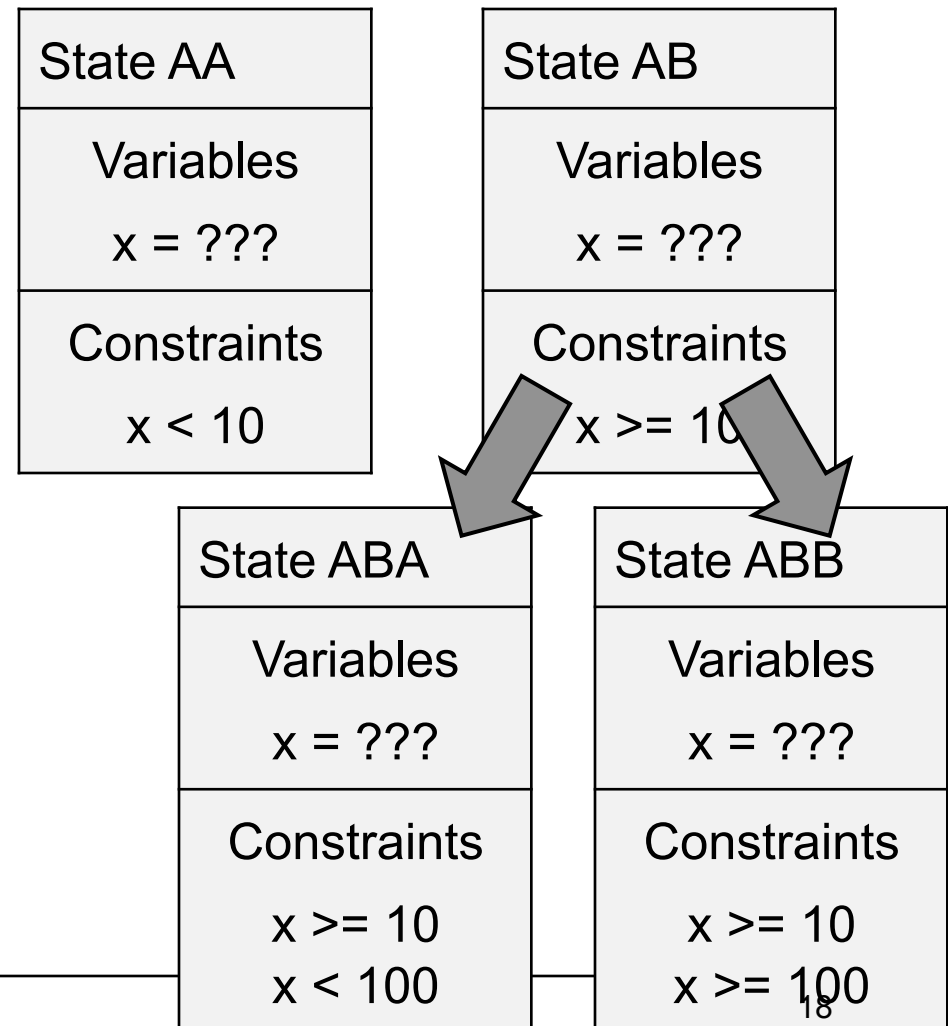 State AA
Variables
x = ???
Constraints
x < 10
State AB
Variables
x = ???
Constraints
x >= 10
State ABA
Variables
x = ???
Constraints
x >= 10
x < 100
State ABB
Variables
x = ???
Constraints
x >= 10
x >= 100
18